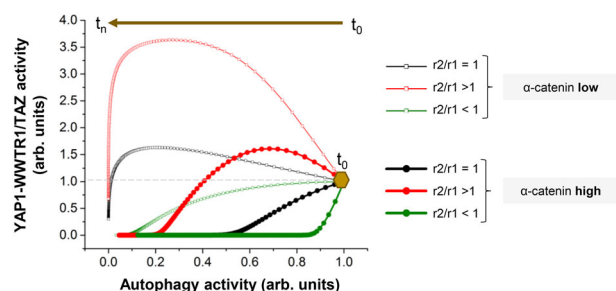 tn t0
4.0
3.5
3.0
2.5
2.0
1.5
1.0
0.5
0.0
YAP1-WWTR1/TAZ activity
(arb. units)
t0
0.0 0.2 0.4 0.6 0.8 1.0
Autophagy activity (arb. units)
r2/r1 = 1
r2/r1 >1
r2/r1 < 1
α-catenin low
r2/r1 = 1
r2/r1 >1
r2/r1 < 1
α-catenin high